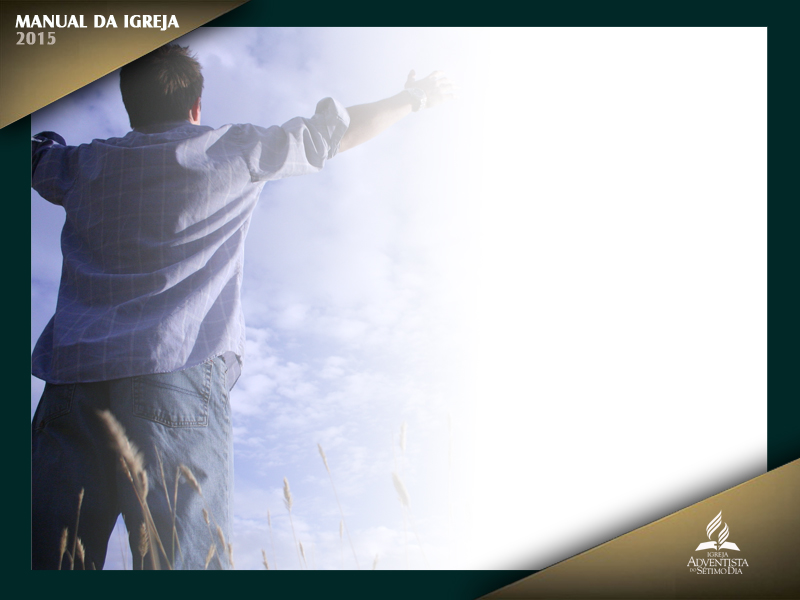 MANUAL DA IGREJA
2015
IGREJA
ADVENTISTA
DO SÉTIMO DIA